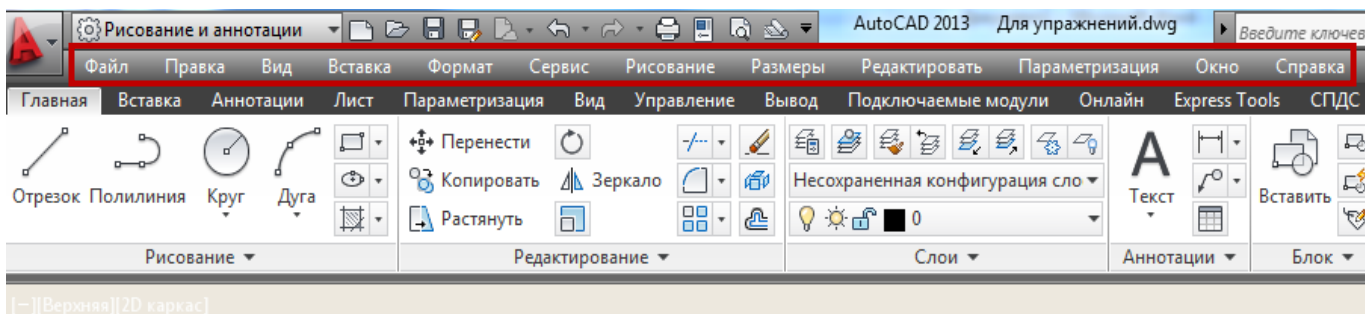 Рисование и аннотации AutoCAD 2013 Для упражнений.dwg Введите ключев
Файл Правка Вид Вставка Формат Сервис Рисование Размеры Редактировать Параметризация Окно Справка
Главная Вставка Аннотации Лист Параметризация Вид Управление Вывод Подключаемые модули Онлайн Express Tools СПДС
Перенести
Копировать Зеркало Несохраненная конфигурация сло
Отрезок Полилиния Круг Дуга Текст Вставить
Растянуть 0
Рисование Редактирование Слои Аннотации Блок
[−][Верхняя][2D каркас]